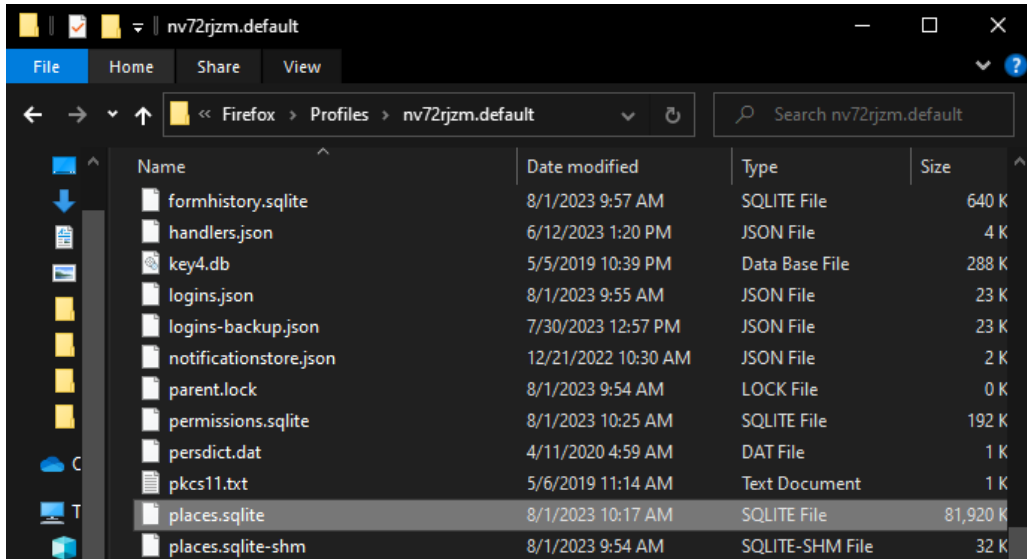 nv72rjzm.default
File Home Share View
« Firefox › Profiles › nv72rjzm.default Search nv72rjzm.default
Name Date modified Type Size
formhistory.sqlite 8/1/2023 9:57 AM SQLITE File 640 K
handlers.json 6/12/2023 1:20 PM JSON File 4 K
key4.db 5/5/2019 10:39 PM Data Base File 288 K
logins.json 8/1/2023 9:55 AM JSON File 23 K
logins-backup.json 7/30/2023 12:57 PM JSON File 23 K
notificationstore.json 12/21/2022 10:30 AM JSON File 2 K
parent.lock 8/1/2023 9:54 AM LOCK File 0 K
permissions.sqlite 8/1/2023 10:25 AM SQLITE File 192 K
persdict.dat 4/11/2020 4:59 AM DAT File 1 K
pkcs11.txt 5/6/2019 11:14 AM Text Document 1 K
T places.sqlite 8/1/2023 10:17 AM SQLITE File 81,920 K
places.sqlite-shm 8/1/2023 9:54 AM SQLITE-SHM File 32 K